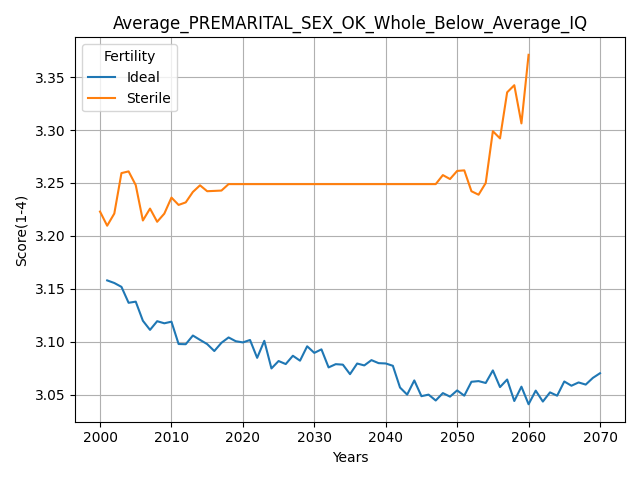 Average_PREMARITAL_SEX_OK_Whole_Below_Average_IQ
Fertility
Ideal
Sterile
3.35
3.30
3.25
3.20
3.15
3.10
3.05
Score(1-4)
2000 2010 2020 2030 2040 2050 2060 2070
Years